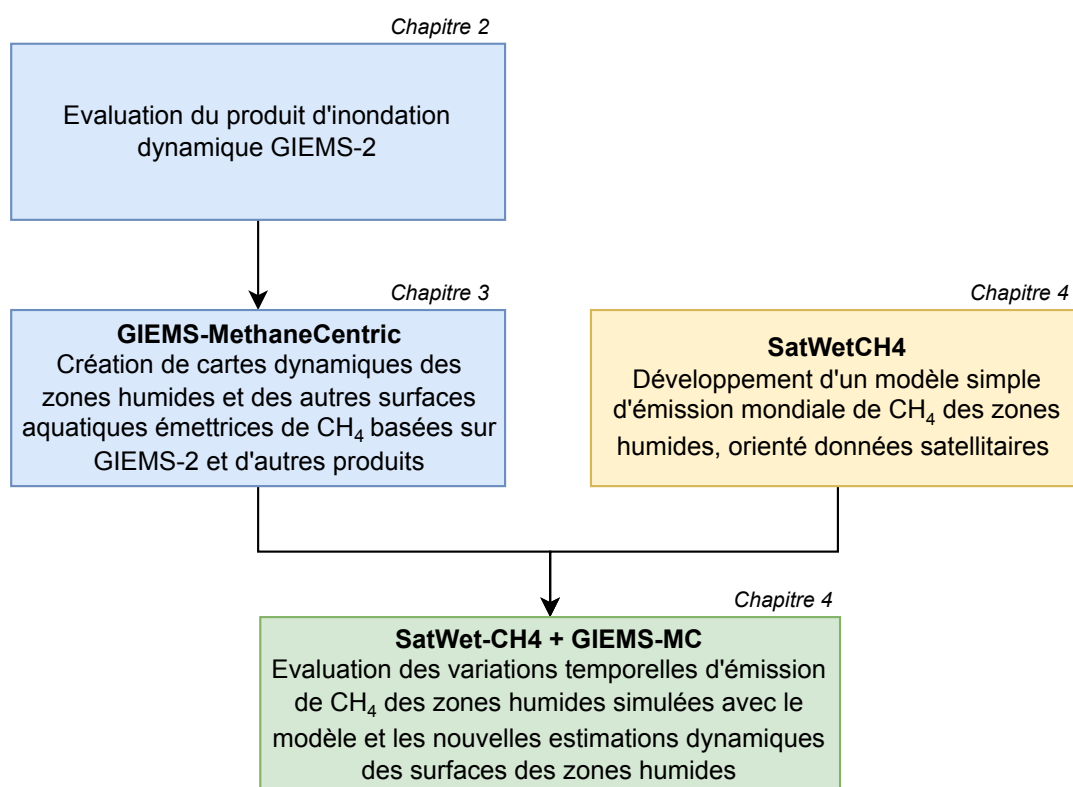 Chapitre 2
Evaluation du produit d'inondation
dynamique GIEMS-2
Chapitre 3
GIEMS-MethaneCentric
Création de cartes dynamiques des
zones humides et des autres surfaces
aquatiques émettrices de CH₄ basées sur
GIEMS-2 et d'autres produits
Chapitre 4
SatWetCH4
Développement d'un modèle simple
d'émission mondiale de CH₄ des zones
humides, orienté données satellitaires
Chapitre 4
SatWet-CH4 + GIEMS-MC
Evaluation des variations temporelles d'émission
de CH₄ des zones humides simulées avec le
modèle et les nouvelles estimations dynamiques
des surfaces des zones humides